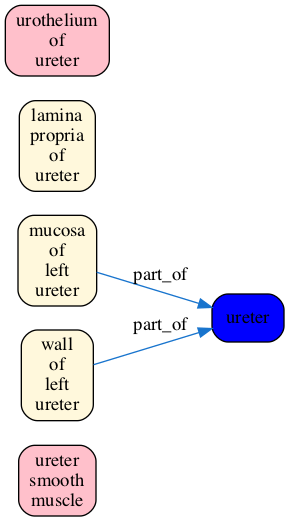 urothelium
of
ureter
lamina
propria
of
ureter
mucosa
of
left
ureter
part_of
ureter
part_of
wall
of
left
ureter
ureter
smooth
muscle